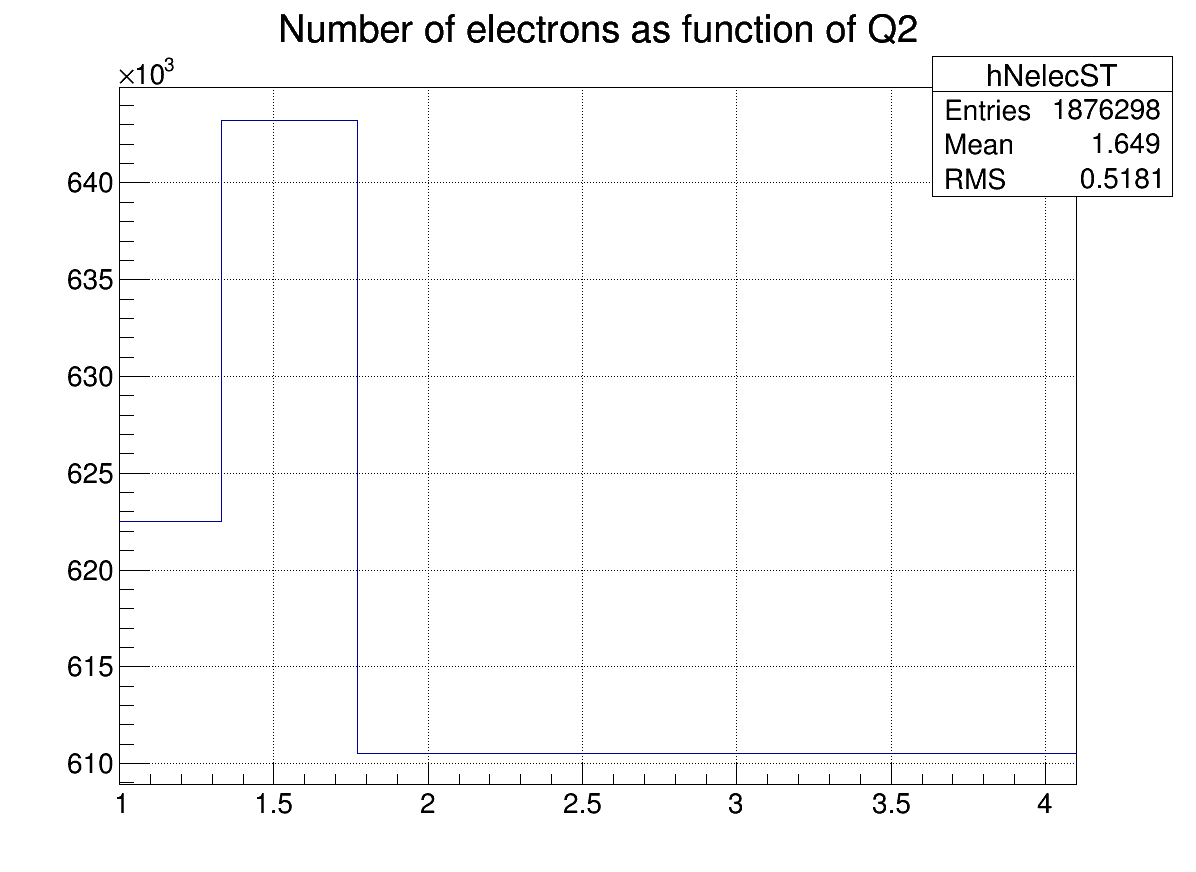 Number of electrons as function of Q2
×10³
hNelecST
Entries 1876298
Mean 1.649
RMS 0.5181
640
635
630
625
620
615
610
1 1.5 2 2.5 3 3.5 4